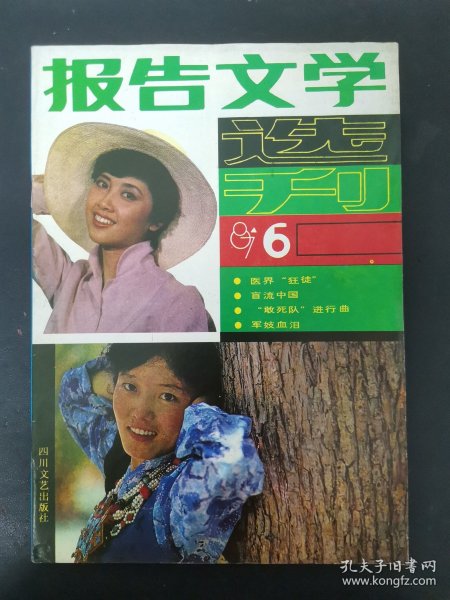 报告文学
选
刊
87 6
医界“狂徒”
盲流中国
“敢死队”进行曲
军妓血泪
四川文艺出版社
孔夫子旧书网
www.kongfz.com